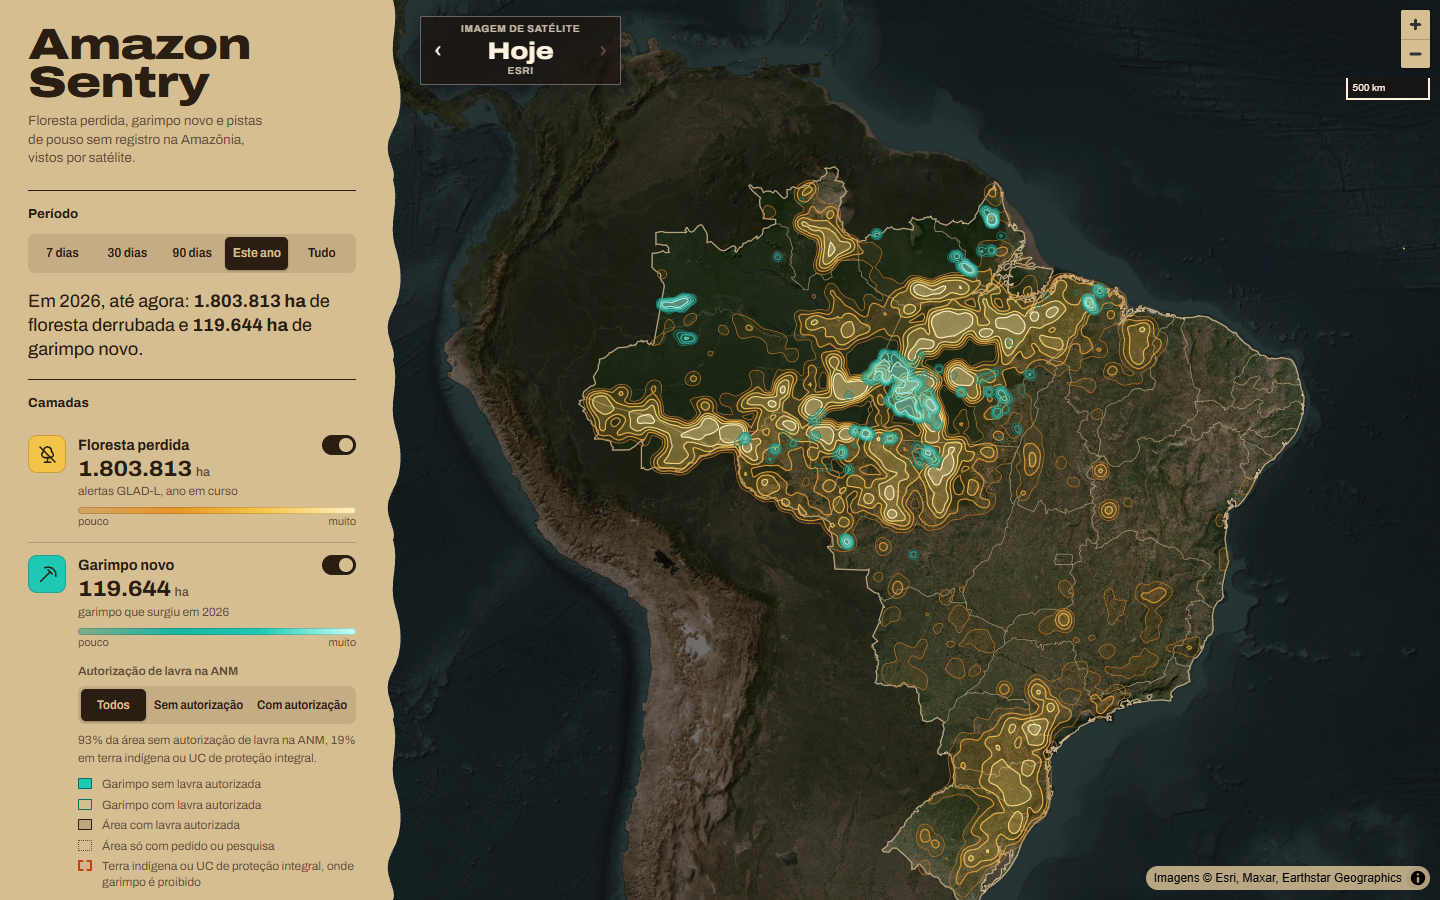 Amazon
Sentry
Floresta perdida, garimpo novo e pistas
de pouso sem registro na Amazônia,
vistos por satélite.
Período
7 dias
30 dias
90 dias
Este ano
Tudo
Em 2026, até agora: 1.803.813 ha de
floresta derrubada e 119.644 ha de
garimpo novo.
Camadas
Floresta perdida
1.803.813 ha
alertas GLAD-L, ano em curso
pouco muito
Garimpo novo
119.644 ha
garimpo que surgiu em 2026
pouco muito
Autorização de lavra na ANM
Todos
Sem autorização
Com autorização
93% da área sem autorização de lavra na ANM, 19%
em terra indígena ou UC de proteção integral.
Garimpo sem lavra autorizada
Garimpo com lavra autorizada
Área com lavra autorizada
Área só com pedido ou pesquisa
Terra indígena ou UC de proteção integral, onde
garimpo é proibido
IMAGEM DE SATÉLITE
‹ Hoje ›
ESRI
+
−
500 km
Imagens © Esri, Maxar, Earthstar Geographics